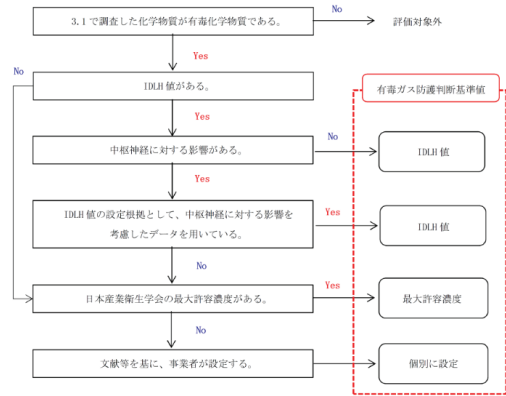 3.1で調査した化学物質が有毒化学物質である。
No
評価対象外
Yes
No
IDLH値がある。
有毒ガス防護判断基準値
Yes
中枢神経に対する影響がある。
No
IDLH値
Yes
IDLH値の設定根拠として、中枢神経に対する影響を
考慮したデータを用いている。
Yes
IDLH値
No
日本産業衛生学会の最大許容濃度がある。
Yes
最大許容濃度
No
文献等を基に、事業者が設定する。
個別に設定